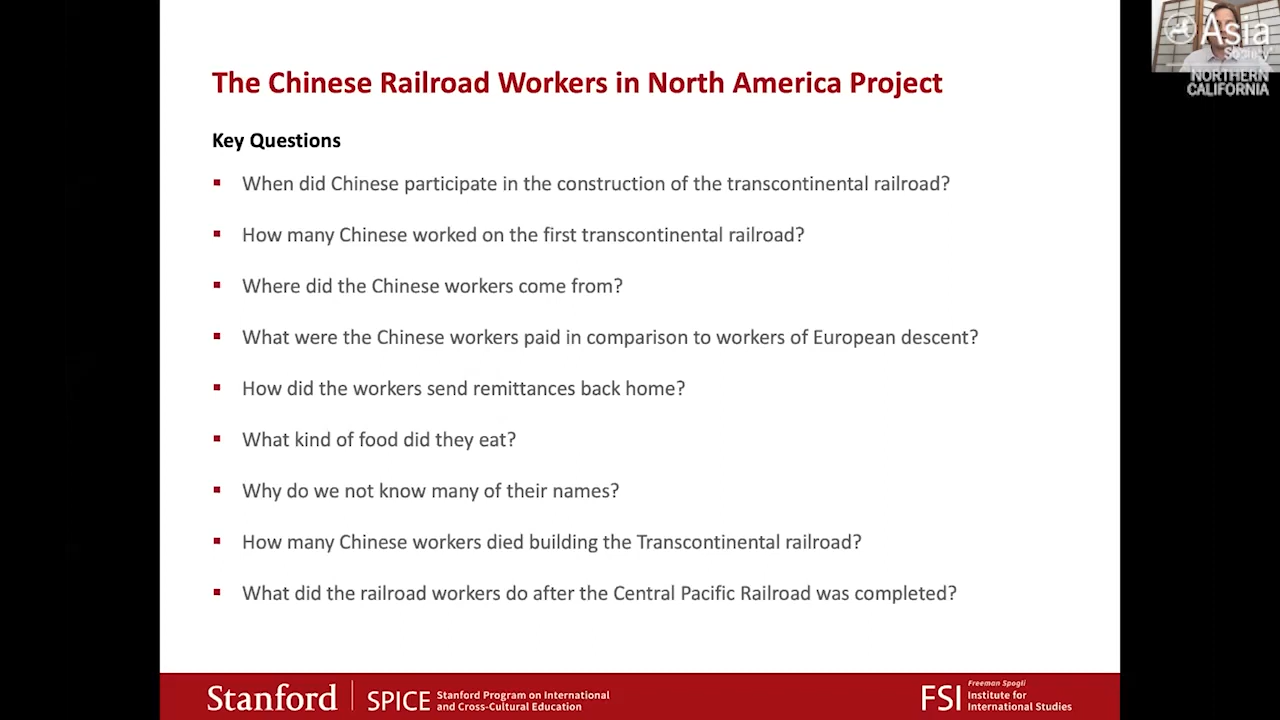 Asia
Society
NORTHERN
CALIFORNIA
The Chinese Railroad Workers in North America Project
Key Questions
When did Chinese participate in the construction of the transcontinental railroad?
How many Chinese worked on the first transcontinental railroad?
Where did the Chinese workers come from?
What were the Chinese workers paid in comparison to workers of European descent?
How did the workers send remittances back home?
What kind of food did they eat?
Why do we not know many of their names?
How many Chinese workers died building the Transcontinental railroad?
What did the railroad workers do after the Central Pacific Railroad was completed?
Stanford
SPICE
Stanford Program on International
and Cross-Cultural Education
FSI
Freeman Spogli
Institute for
International Studies